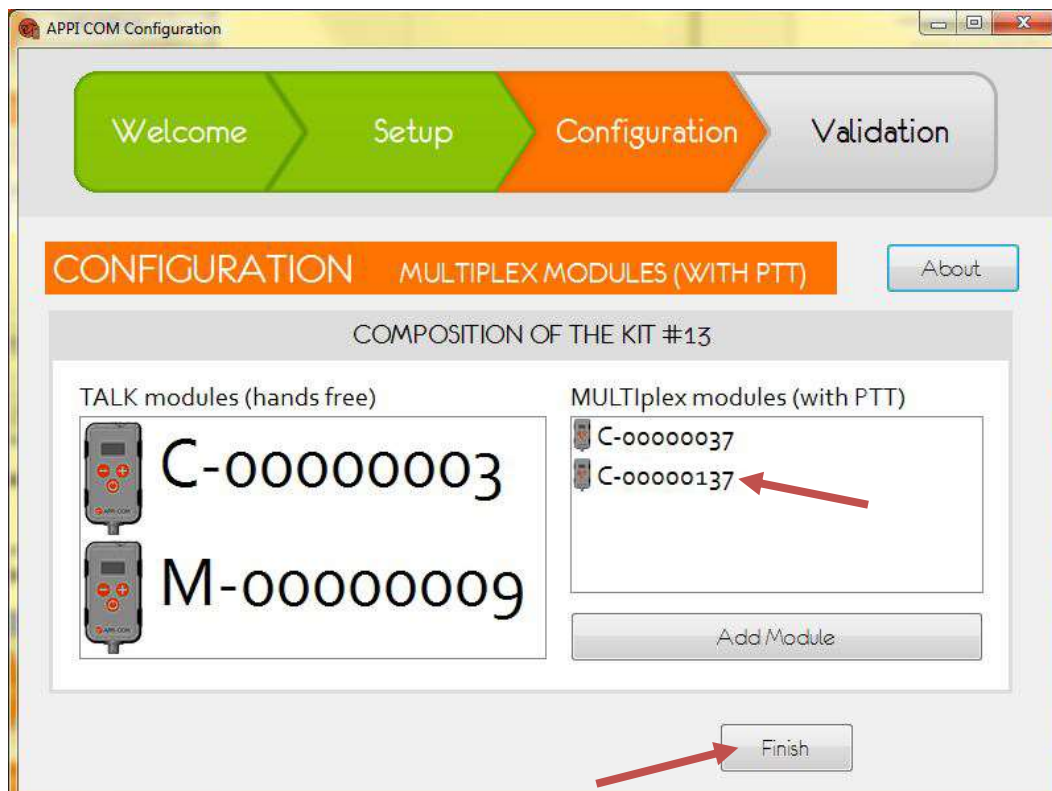 APPI COM Configuration
Welcome
Setup
Configuration
Validation
CONFIGURATION MULTIPLEX MODULES (WITH PTT)
About
COMPOSITION OF THE KIT #13
TALK modules (hands free)
C-00000003
M-00000009
MULTIplex modules (with PTT)
C-00000037
C-00000137
Add Module
Finish